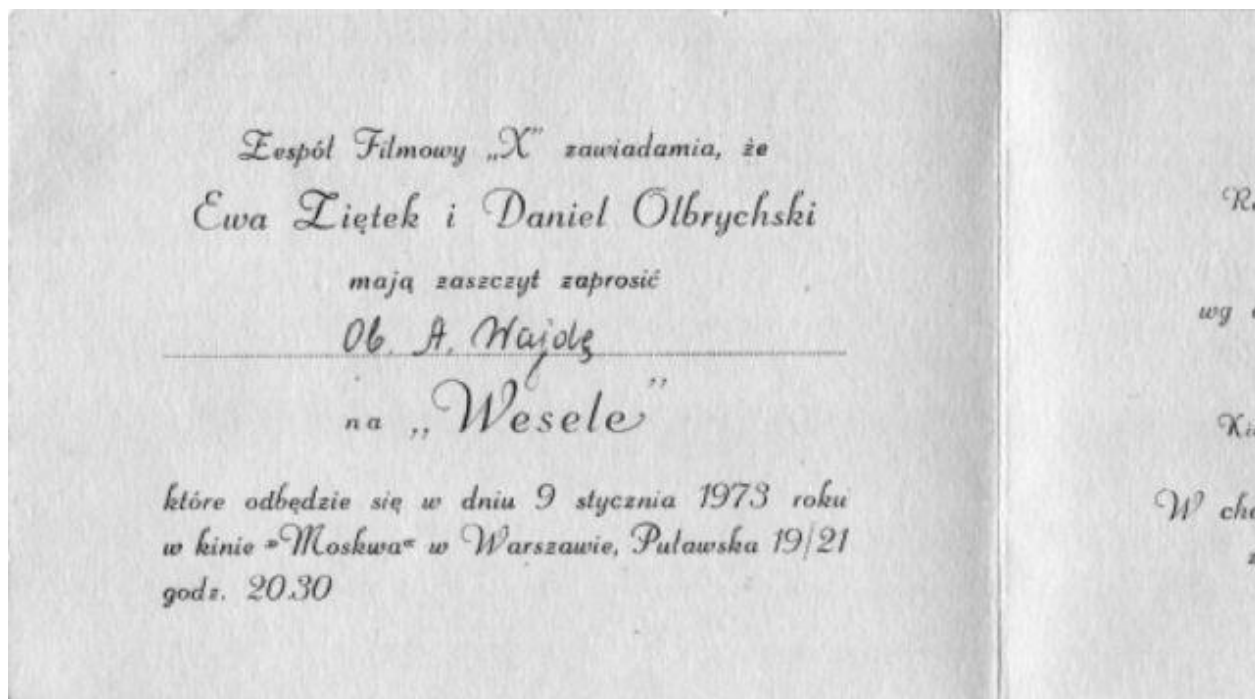 Zespół Filmowy „X” zawiadamia, że
Ewa Ziętek i Daniel Olbrychski
mają zaszczyt zaprosić
Ob. A. Wajdę
na „Wesele”
które odbędzie się w dniu 9 stycznia 1973 roku
w kinie »Moskwa« w Warszawie, Puławska 19/21
godz. 20.30
wg
W